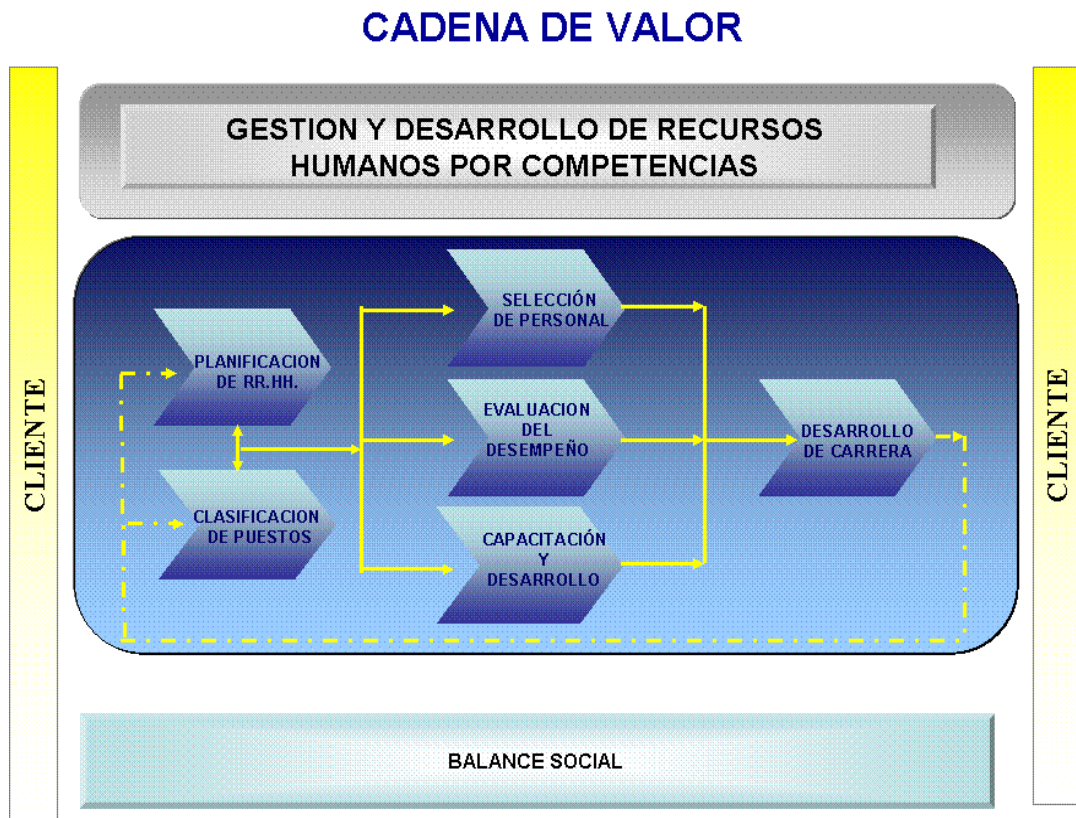 CADENA DE VALOR
GESTION Y DESARROLLO DE RECURSOS
HUMANOS POR COMPETENCIAS
CLIENTE
PLANIFICACION
DE RR.HH.
CLASIFICACION
DE PUESTOS
SELECCIÓN
DE PERSONAL
EVALUACION
DEL
DESEMPEÑO
CAPACITACIÓN
Y
DESARROLLO
DESARROLLO
DE CARRERA
CLIENTE
BALANCE SOCIAL